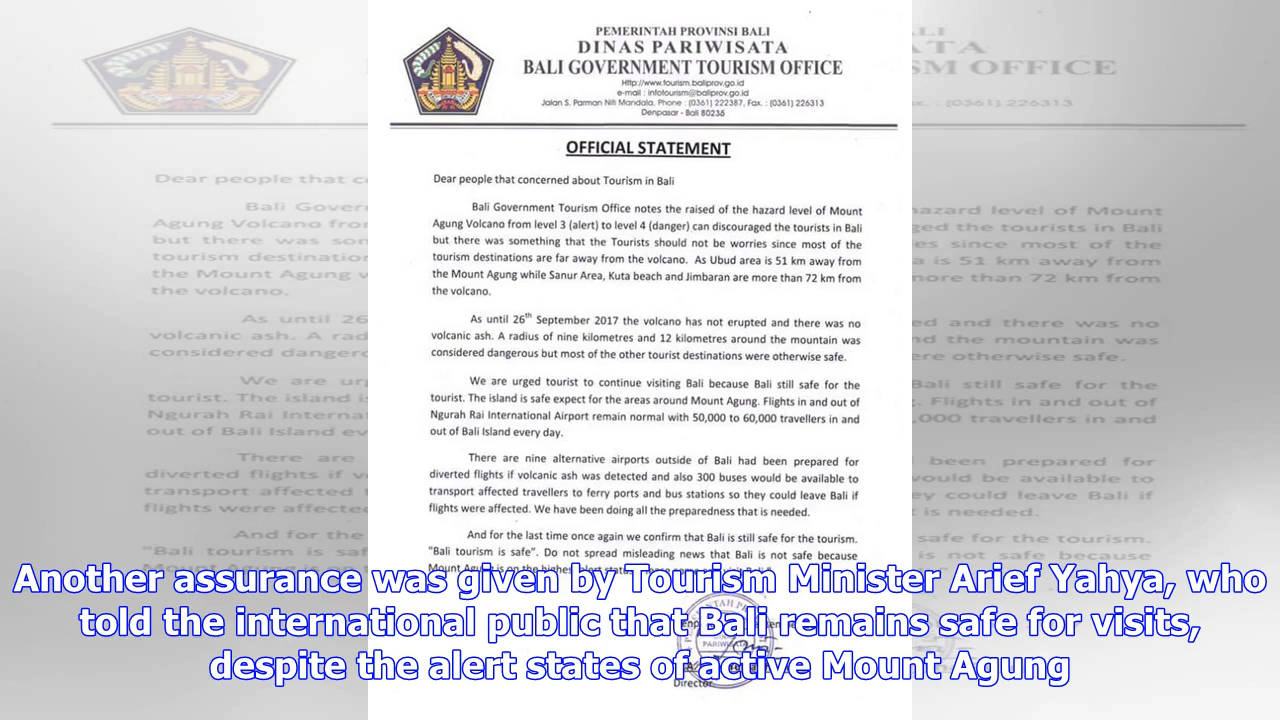 PEMERINTAH PROVINSI BALI
DINAS PARIWISATA
BALI GOVERNMENT TOURISM OFFICE
Http://www.tourism.baliprov.go.id
e-mail : infotourism@baliprov.go.id
Jalan S. Parman Niti Mandala, Phone : (0361) 222387, Fax. : (0361) 226313
Denpasar - Bali 80235
OFFICIAL STATEMENT
Dear people that concerned about Tourism in Bali
Bali Government Tourism Office notes the raised of the hazard level of Mount
Agung Volcano from level 3 (alert) to level 4 (danger) can discouraged the tourists in Bali
but there was something that the Tourists should not be worries since most of the
tourism destinations are far away from the volcano. As Ubud area is 51 km away from
the Mount Agung while Sanur Area, Kuta beach and Jimbaran are more than 72 km from
the volcano.
As until 26th September 2017 the volcano has not erupted and there was no
volcanic ash. A radius of nine kilometres and 12 kilometres around the mountain was
considered dangerous but most of the other tourist destinations were otherwise safe.
We are urged tourist to continue visiting Bali because Bali still safe for the
tourist. The island is safe expect for the areas around Mount Agung. Flights in and out of
Ngurah Rai International Airport remain normal with 50,000 to 60,000 travellers in and
out of Bali Island every day.
There are nine alternative airports outside of Bali had been prepared for
diverted flights if volcanic ash was detected and also 300 buses would be available to
transport affected travellers to ferry ports and bus stations so they could leave Bali if
flights were affected. We have been doing all the preparedness that is needed.
And for the last time once again we confirm that Bali is still safe for the tourism.
"Bali tourism is safe". Do not spread misleading news that Bali is not safe because
Mount Agung is on the highest alert status
Another assurance was given by Tourism Minister Arief Yahya, who
told the international public that Bali remains safe for visits,
despite the alert states of active Mount Agung
Director